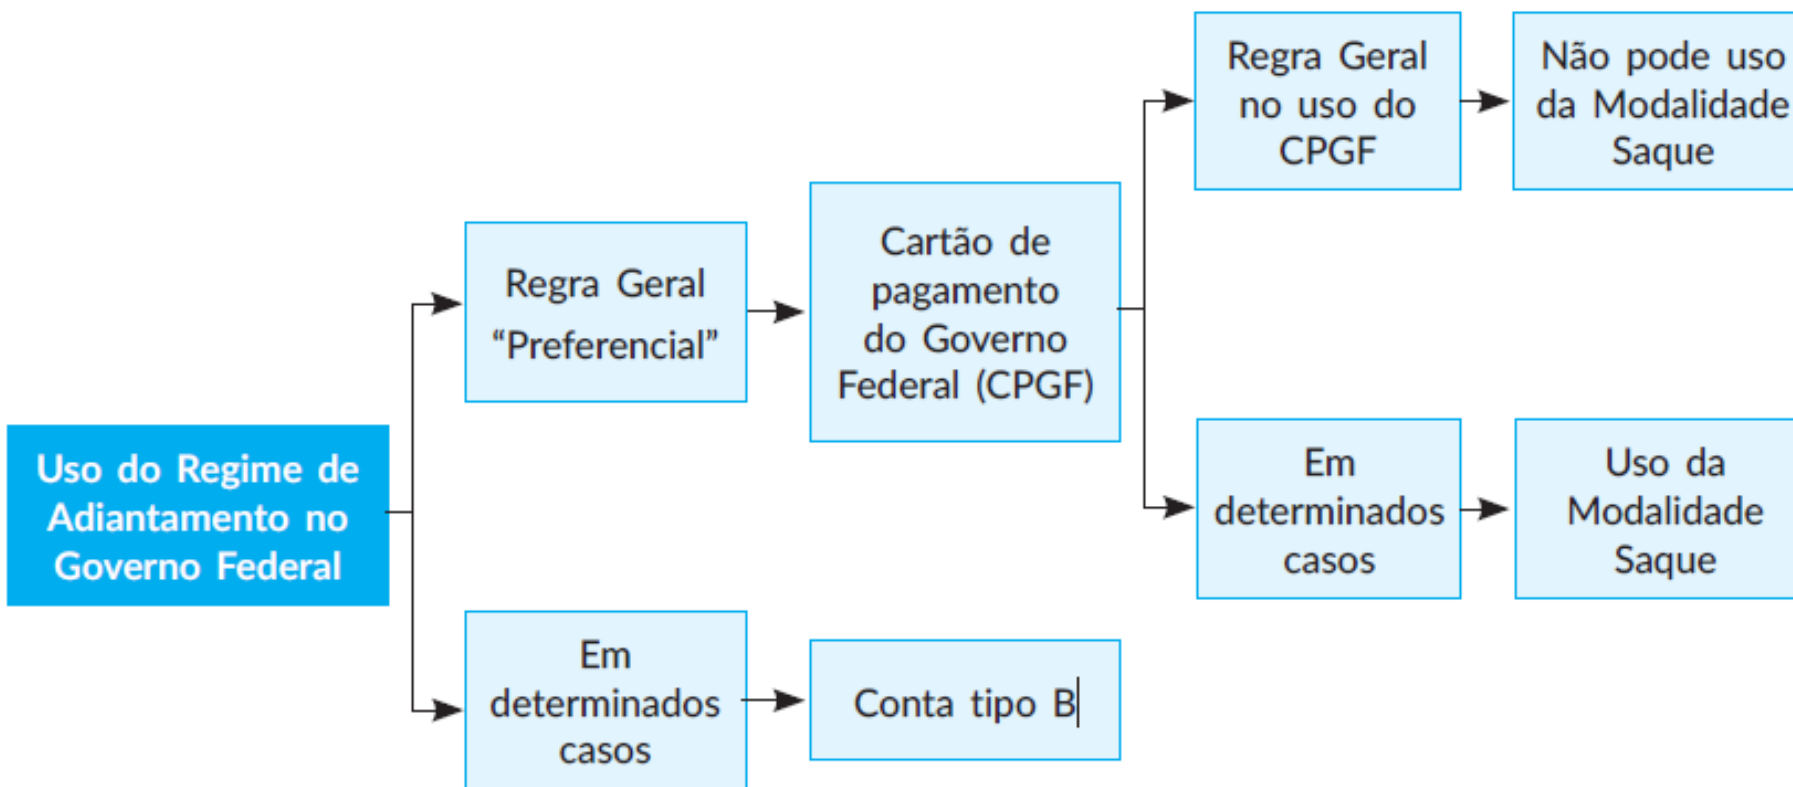 Uso do Regime de
Adiantamento no
Governo Federal
Regra Geral
“Preferencial”
Cartão de
pagamento
do Governo
Federal (CPGF)
Regra Geral
no uso do
CPGF
Não pode uso
da Modalidade
Saque
Em
determinados
casos
Uso da
Modalidade
Saque
Em
determinados
casos
Conta tipo B